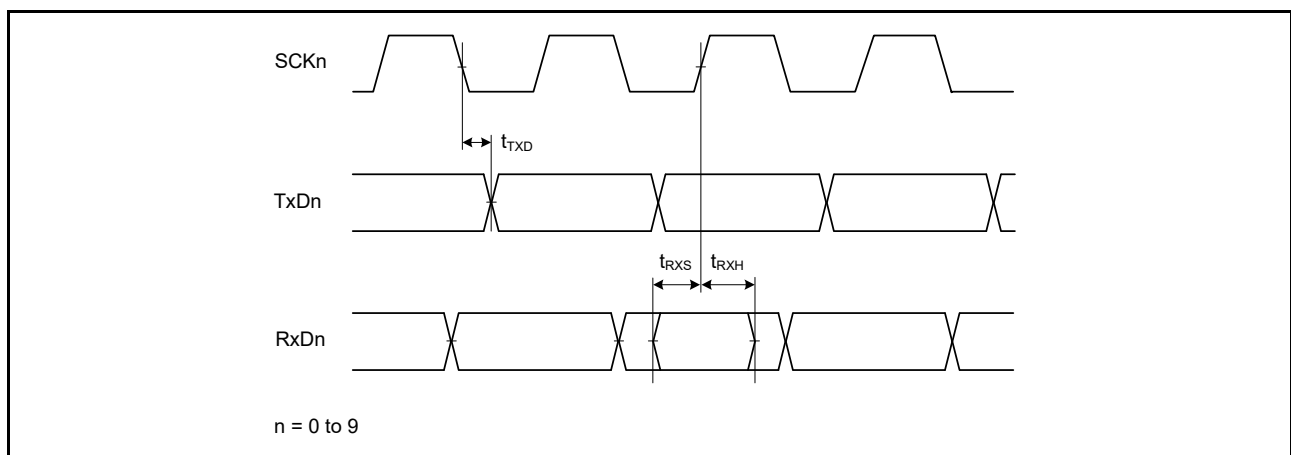 SCKn
tTXD
TxDn
tRXS tRXH
RxDn
n = 0 to 9